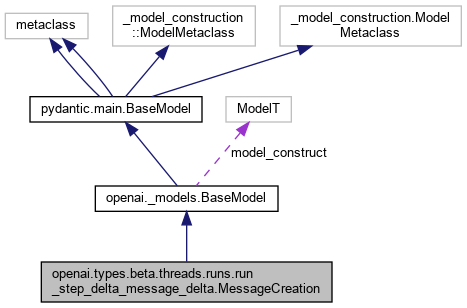 metaclass
_model_construction
::ModelMetaclass
_model_construction.Model
Metaclass
pydantic.main.BaseModel
ModelT
model_construct
openai._models.BaseModel
openai.types.beta.threads.runs.run
_step_delta_message_delta.MessageCreation